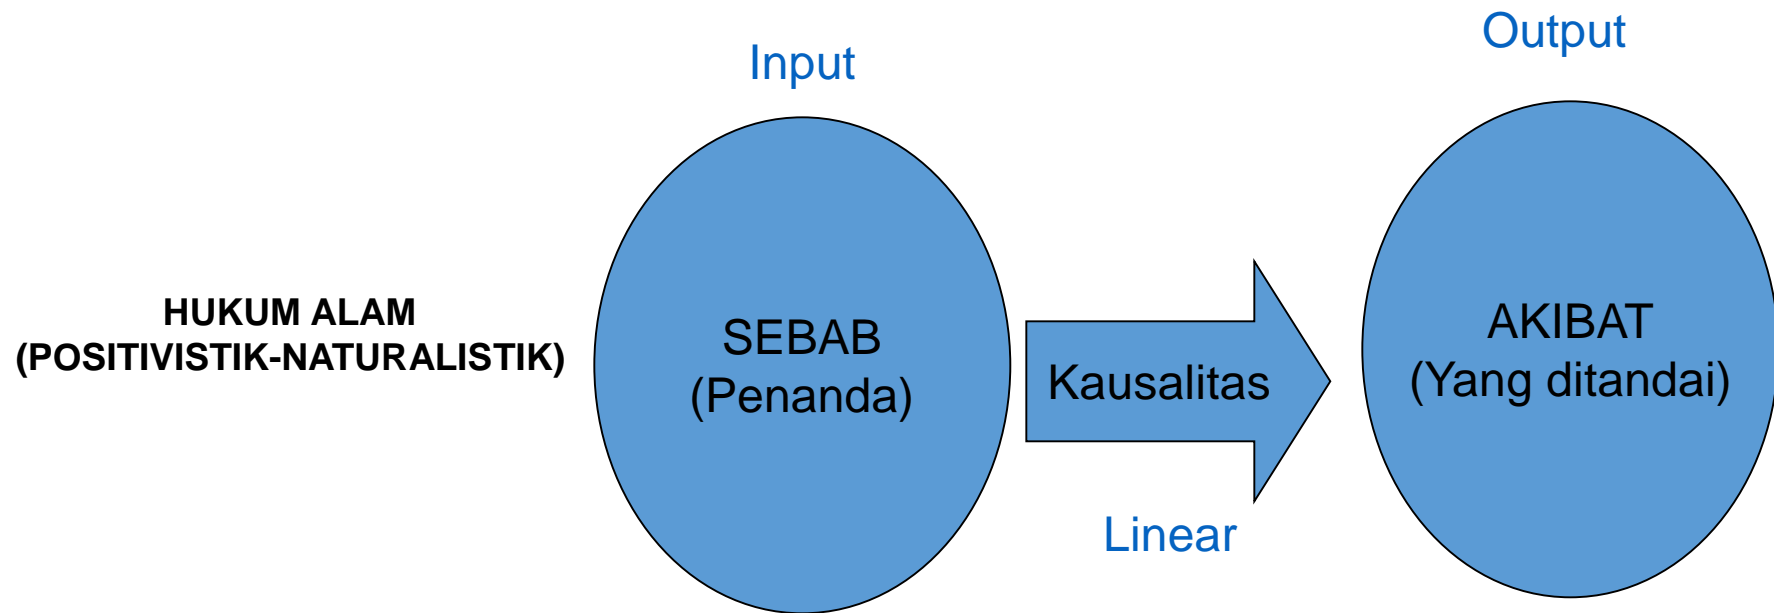 HUKUM ALAM
(POSITIVISTIK-NATURALISTIK)
Input
SEBAB
(Penanda)
Kausalitas
Linear
Output
AKIBAT
(Yang ditandai)